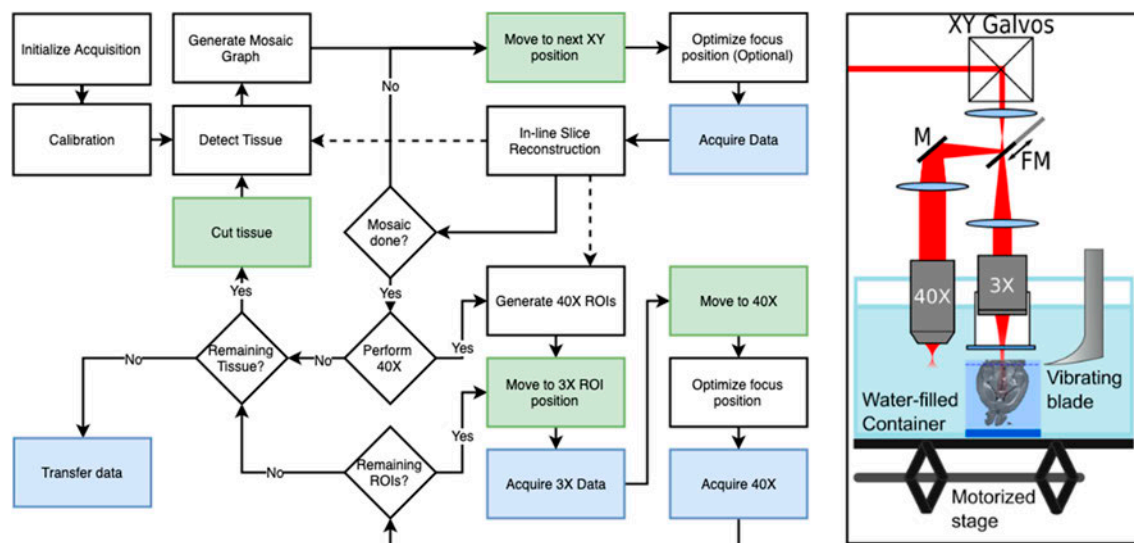 Initialize Acquisition
Generate Mosaic
Graph
No
Move to next XY
position
Optimize focus
position (Optional)
Calibration
Detect Tissue
In-line Slice
Reconstruction
Acquire Data
Cut tissue
Mosaic
done?
Yes
Yes
Generate 40X ROIs
Move to 40X
No
Remaining
Tissue?
No
Perform
40X
Yes
Move to 3X ROI
position
Optimize focus
position
Yes
Transfer data
No
Remaining
ROIs?
Acquire 3X Data
Acquire 40X
XY Galvos
M
FM
40X
3X
Water-filled
Container
Vibrating
blade
Motorized
stage